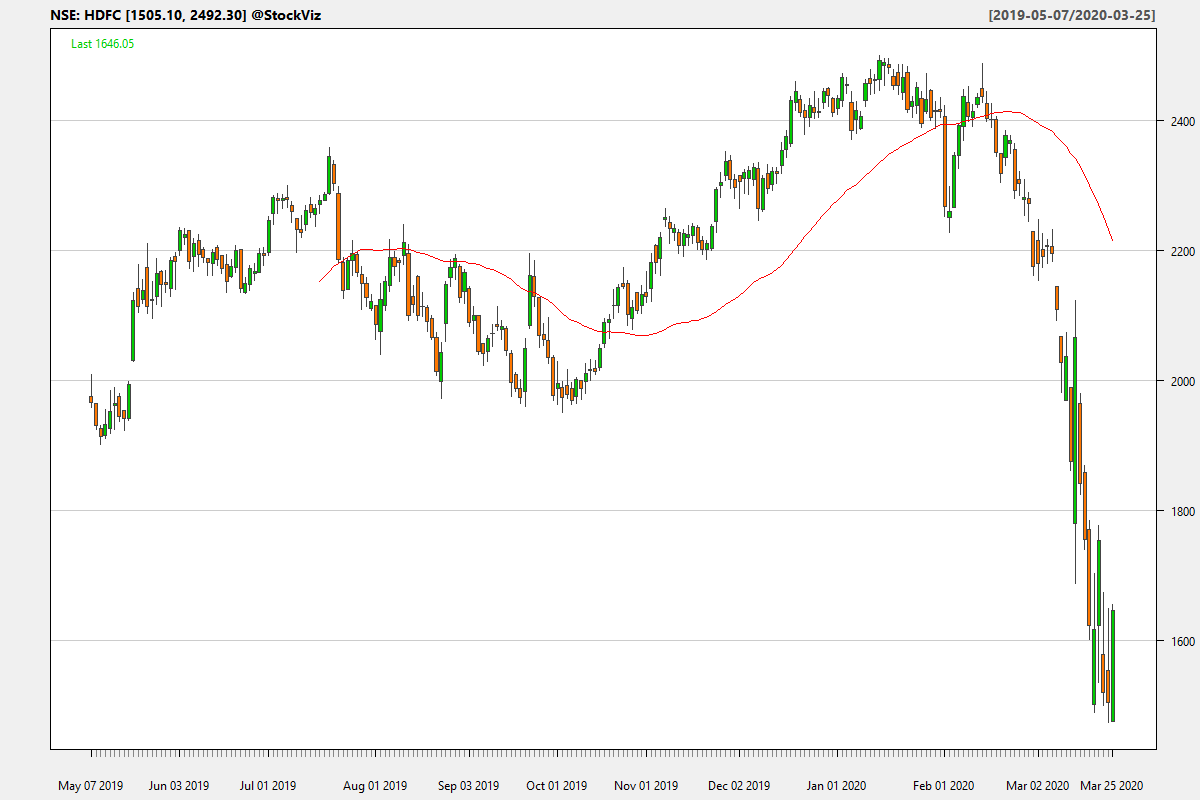 NSE: HDFC [1505.10, 2492.30] @StockViz [2019-05-07/2020-03-25]
Last 1646.05
2400
2200
2000
1800
1600
May 07 2019 Jun 03 2019 Jul 01 2019 Aug 01 2019 Sep 03 2019 Oct 01 2019 Nov 01 2019 Dec 02 2019 Jan 01 2020 Feb 01 2020 Mar 02 2020 Mar 25 2020